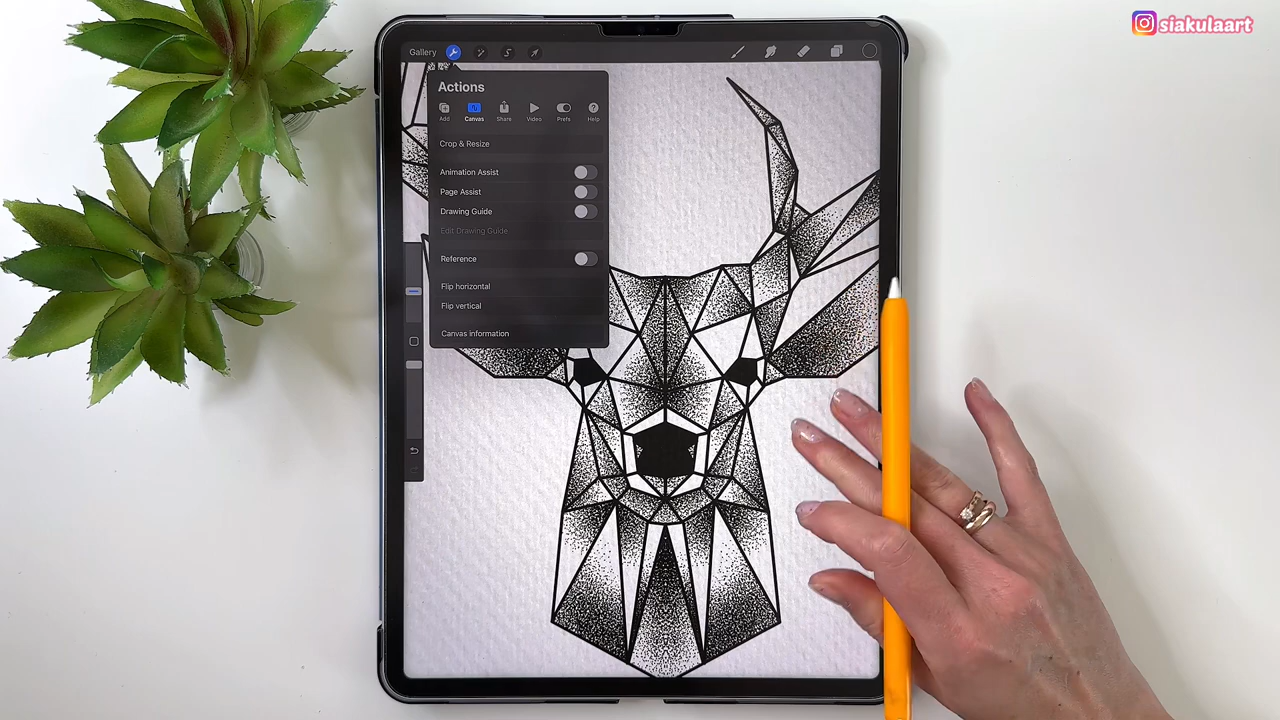 siakulaart
Gallery
Actions
Add Canvas Share Video Prefs Help
Crop & Resize
Animation Assist
Page Assist
Drawing Guide
Edit Drawing Guide
Reference
Flip horizontal
Flip vertical
Canvas information